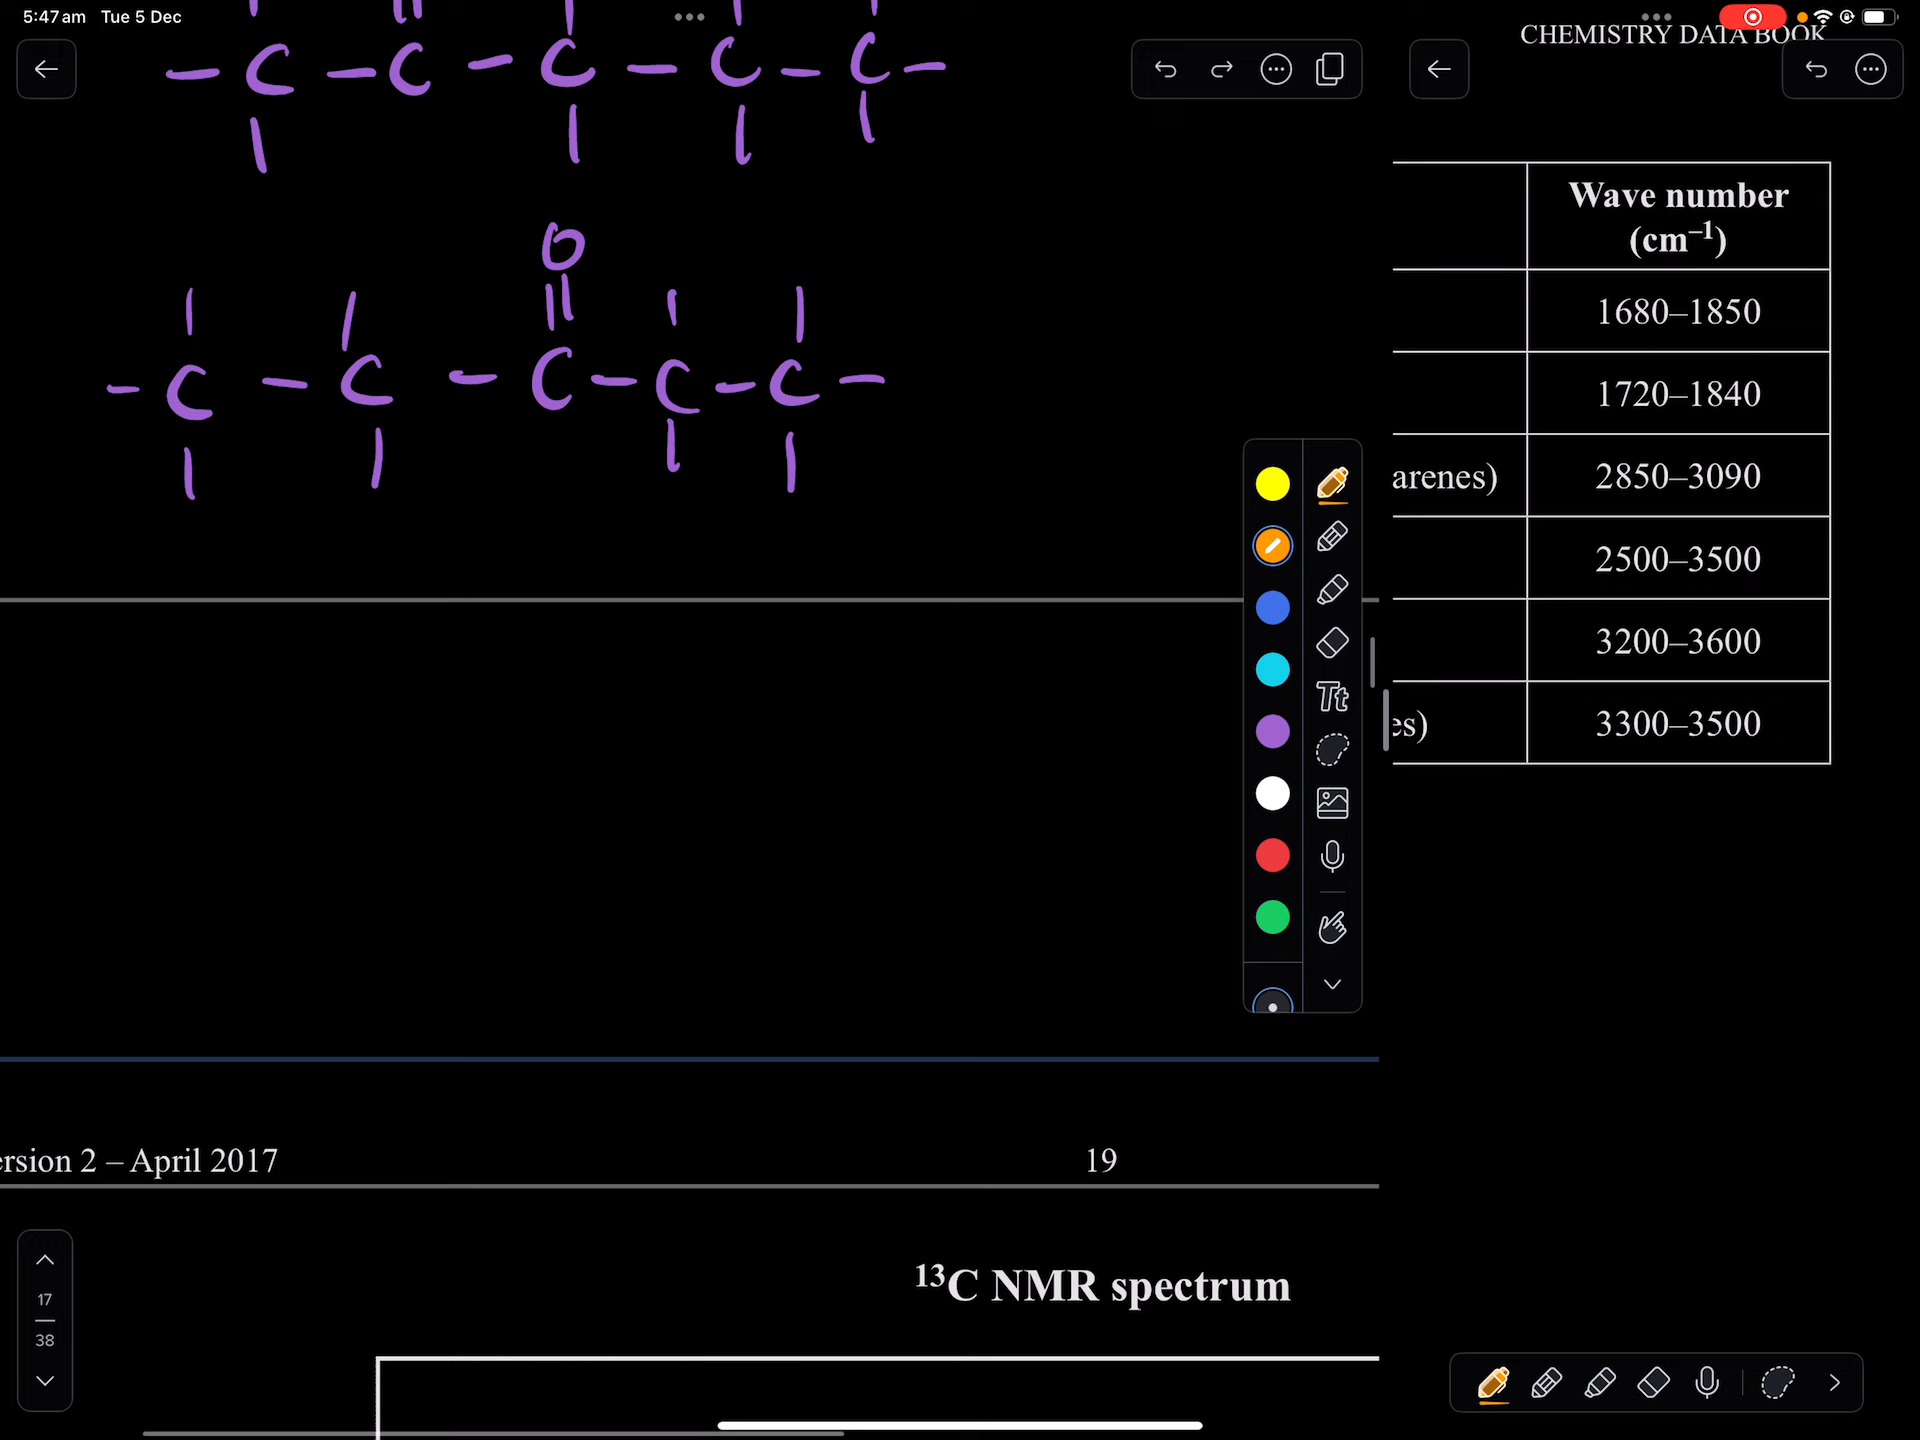 5:47 am Tue 5 Dec
CHEMISTRY DATA BOOK
- C - C - C - C - C -
O
- C - C - C - C - C -
Wave number
(cm⁻¹)
1680–1850
1720–1840
arenes) 2850–3090
2500–3500
3200–3600
es) 3300–3500
Tt
ersion 2 – April 2017 19
¹³C NMR spectrum
17
38